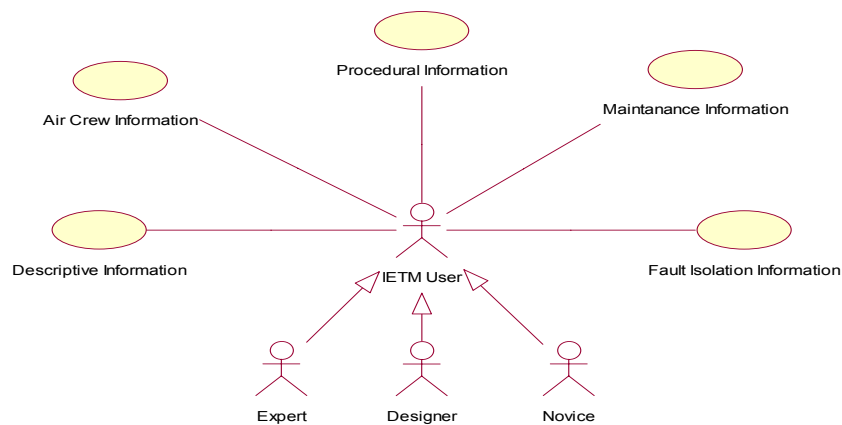 Procedural Information
Air Crew Information
Maintanance Information
Descriptive Information
IETM User
Fault Isolation Information
Expert
Designer
Novice